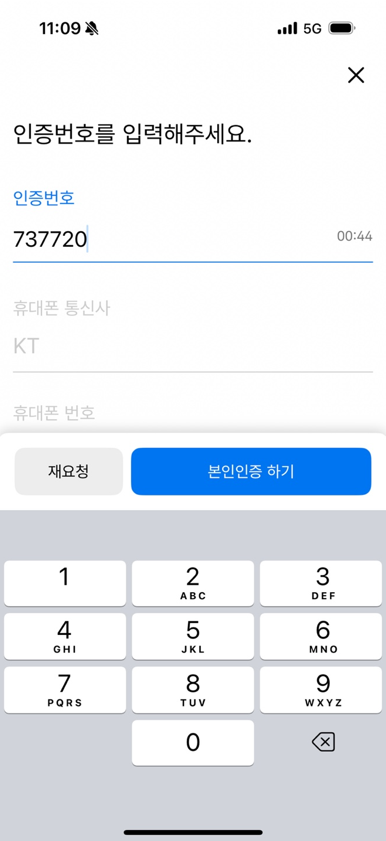 11:09
5G
인증번호를 입력해주세요.
인증번호
737720
00:44
휴대폰 통신사
KT
휴대폰 번호
재요청
본인인증 하기
1
2
ABC
3
DEF
4
GHI
5
JKL
6
MNO
7
PQRS
8
TUV
9
WXYZ
0